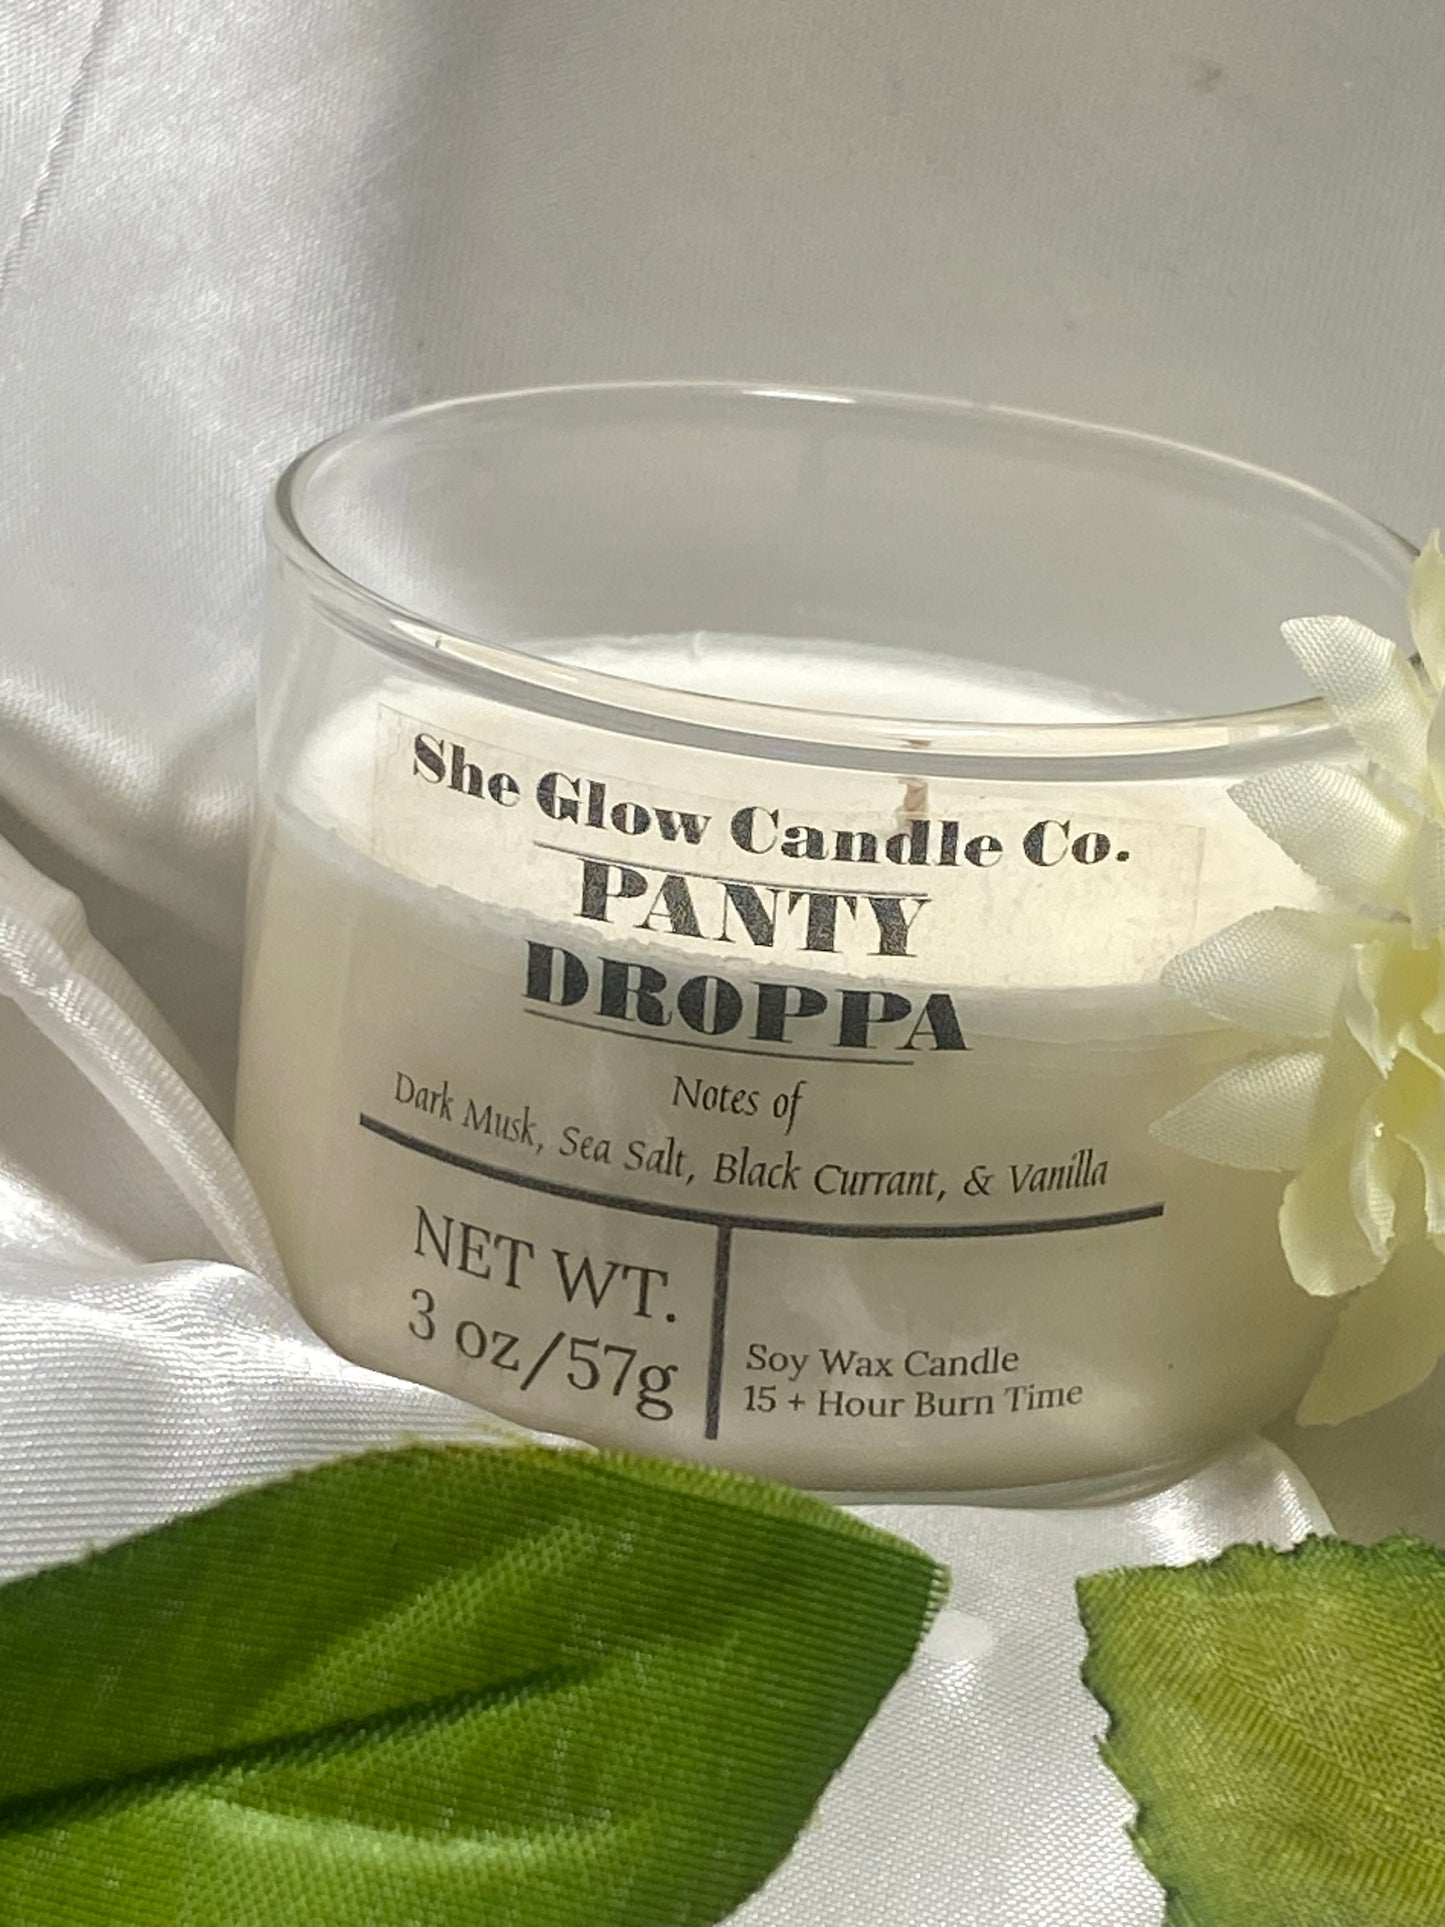 She Glow Candle Co.
PANTY
DROPPA
Notes of
Dark Musk, Sea Salt, Black Currant, & Vanilla
NET WT.
3 oz/57g
Soy Wax Candle
15 + Hour Burn Time